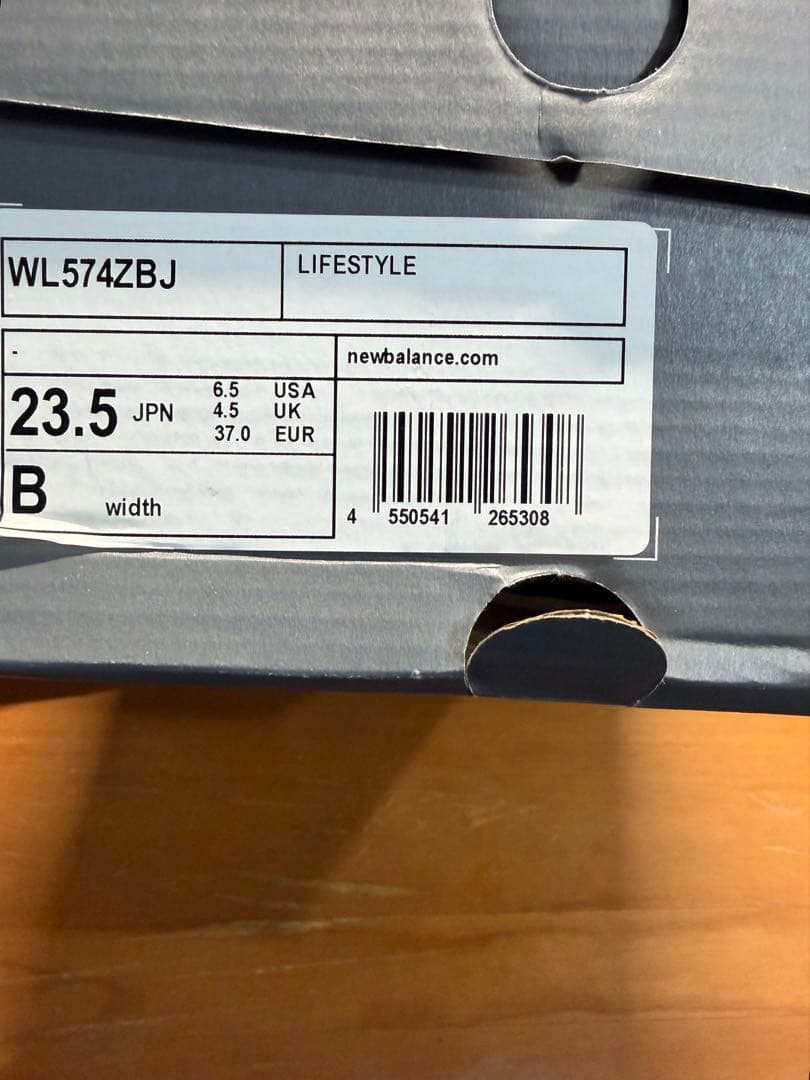 WL574ZBJ
LIFESTYLE
-
newbalance.com
23.5 JPN
6.5 USA
4.5 UK
37.0 EUR
B width
4 550541 265308